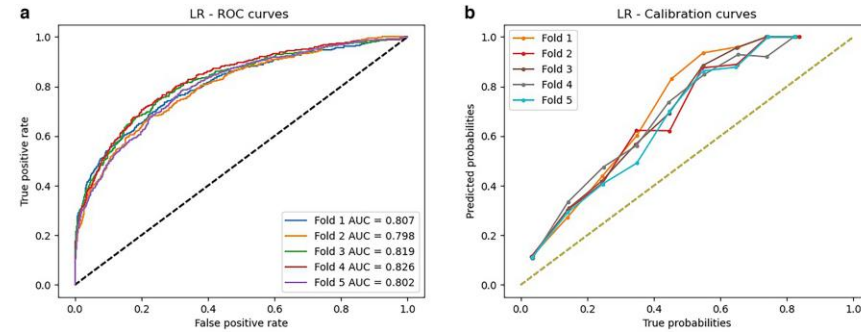 a
LR - ROC curves
1.0
0.8
0.6
0.4
0.2
0.0
True positive rate
0.0 0.2 0.4 0.6 0.8 1.0
False positive rate
Fold 1 AUC = 0.807
Fold 2 AUC = 0.798
Fold 3 AUC = 0.819
Fold 4 AUC = 0.826
Fold 5 AUC = 0.802
b
LR - Calibration curves
Fold 1
Fold 2
Fold 3
Fold 4
Fold 5
1.0
0.8
0.6
0.4
0.2
0.0
Predicted probabilities
0.0 0.2 0.4 0.6 0.8 1.0
True probabilities